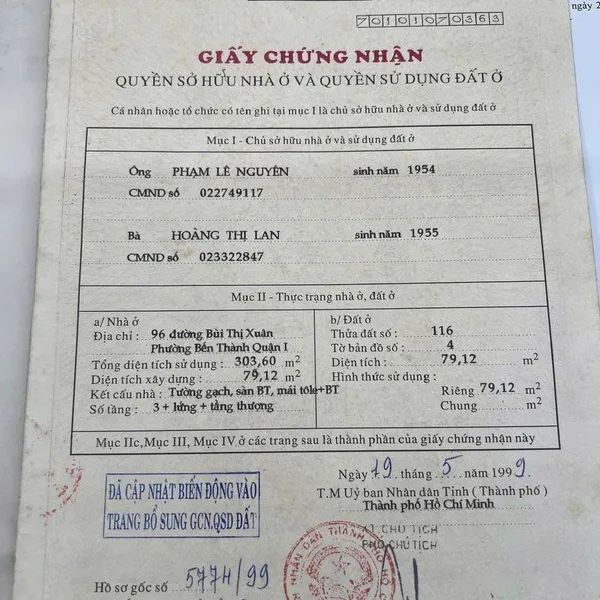 ngày 2
70101070363
GIẤY CHỨNG NHẬN
QUYỀN SỞ HỮU NHÀ Ở VÀ QUYỀN SỬ DỤNG ĐẤT Ở
Cá nhân hoặc tổ chức có tên ghi tại mục I là chủ sở hữu nhà ở và sử dụng đất ở
Mục I - Chủ sở hữu nhà ở và sử dụng đất ở
Ông PHẠM LÊ NGUYÊN sinh năm 1954
CMND số 022749117
Bà HOÀNG THỊ LAN sinh năm 1955
CMND số 023322847
Mục II - Thực trạng nhà ở, đất ở
a/ Nhà ở
Địa chỉ : 96 đường Bùi Thị Xuân
Phường Bến Thành Quận I
Tổng diện tích sử dụng : 303,60 m2
Diện tích xây dựng : 79,12 m2
Kết cấu nhà : Tường gạch, sàn BT, mái tôle+BT
Số tầng : 3 + lửng + tầng thượng
b/ Đất ở
Thửa đất số : 116
Tờ bản đồ số : 4
Diện tích : 79,12 m2
Hình thức sử dụng :
Riêng 79,12 m2
Chung m2
Mục IIc, Mục III, Mục IV ở các trang sau là thành phần của giấy chứng nhận này
Ngày 19 tháng 5 năm 1999.
T.M Uỷ ban Nhân dân Tỉnh ( Thành phố )
Thành phố Hồ Chí Minh
KT.CHỦ TỊCH
PHÓ CHỦ TỊCH
ĐÃ CẬP NHẬT BIẾN ĐỘNG VÀO
TRANG BỔ SUNG GCN.QSD ĐẤT
NHÂN DÂN THÀNH PHỐ
Hồ sơ gốc số 5774/99